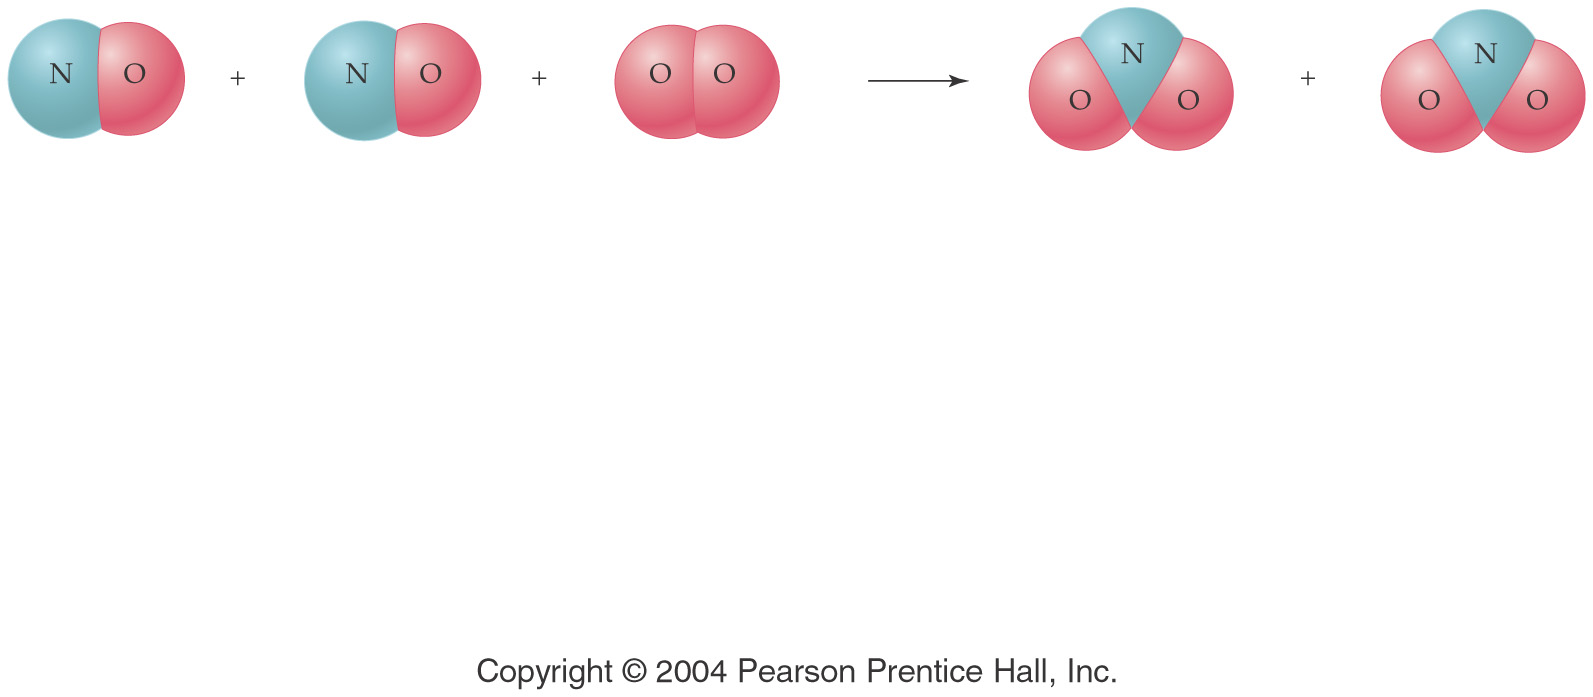 N O + N O + O O → O N O + O N O
Copyright © 2004 Pearson Prentice Hall, Inc.